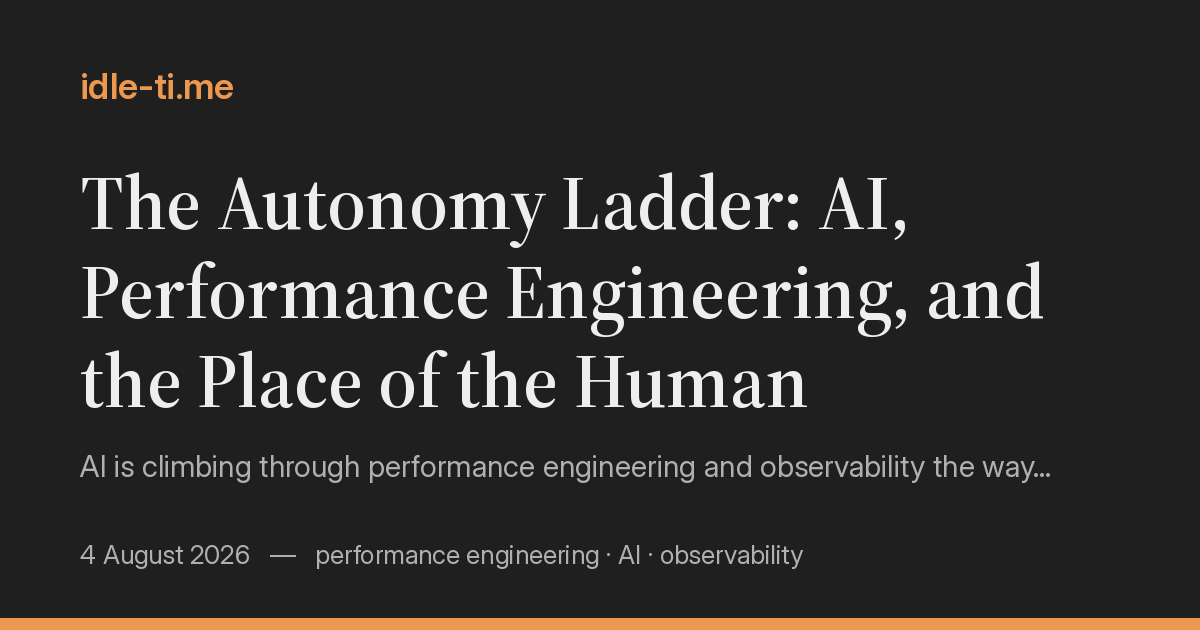 idle-ti.me
The Autonomy Ladder: AI,
Performance Engineering, and
the Place of the Human
AI is climbing through performance engineering and observability the way…
4 August 2026 — performance engineering · AI · observability